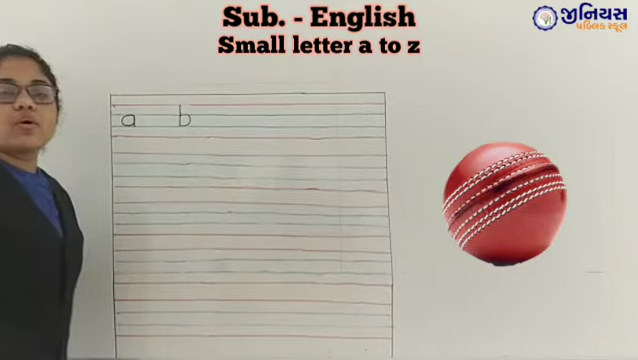 Sub. - English
Small letter a to z
જીનિયસ
પબ્લિક સ્કૂલ
a b